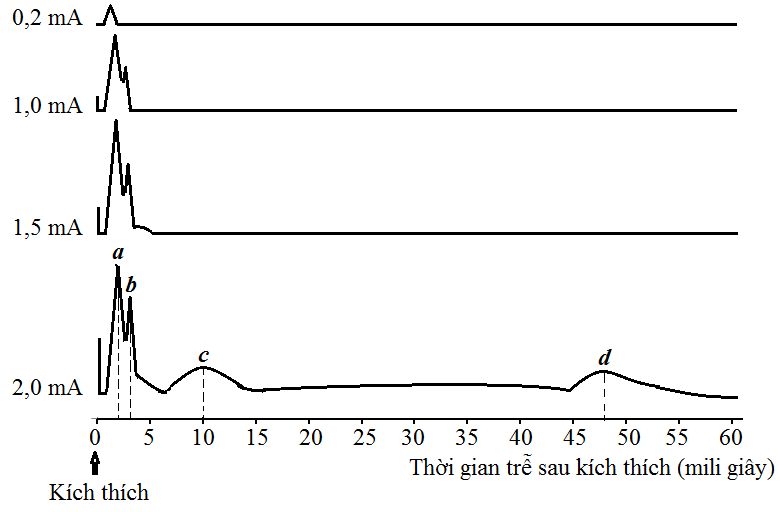 0,2 mA
1,0 mA
1,5 mA
a
b
c
d
2,0 mA
0 5 10 15 20 25 30 35 40 45 50 55 60
Thời gian trễ sau kích thích (mili giây)
Kích thích